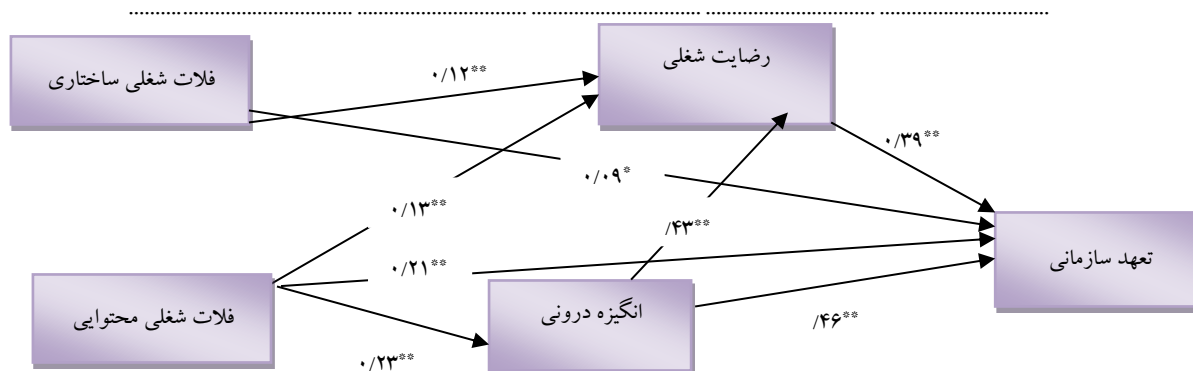 فلات شغلی ساختاری
رضایت شغلی
۰/۱۲**
۰/۳۹**
۰/۰۹*
۰/۱۳**
/۴۳**
تعهد سازمانی
۰/۲۱**
فلات شغلی محتوایی
انگیزه درونی
/۴۶**
۰/۲۳**